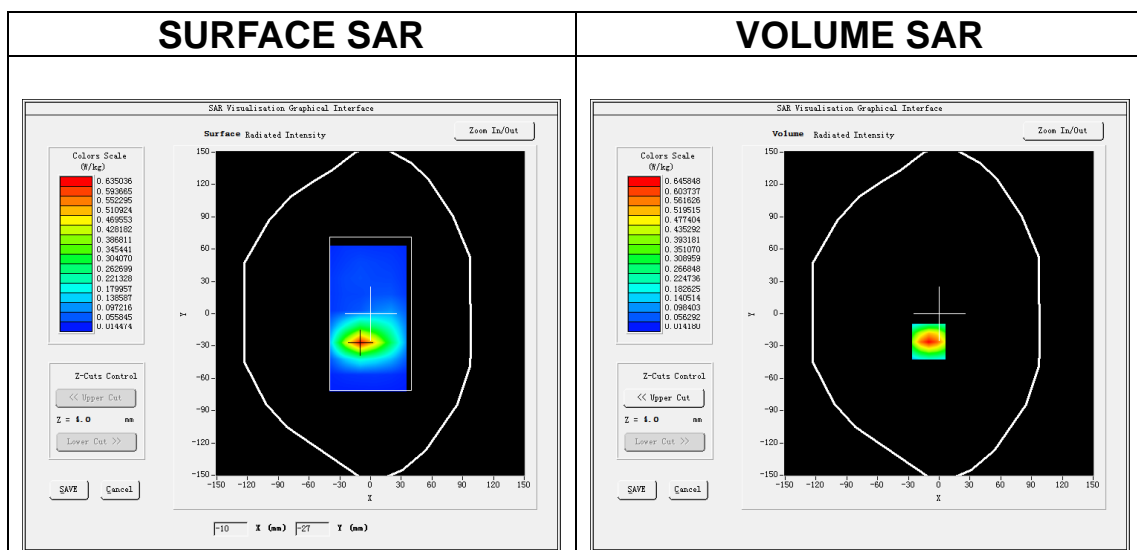 SURFACE SAR
VOLUME SAR
SAR Visualisation Graphical Interface
Surface Radiated Intensity
Zoom In/Out
Colors Scale
(W/kg)
0.635036
0.593665
0.552295
0.510924
0.469553
0.428182
0.386811
0.345441
0.304070
0.262699
0.221328
0.179957
0.138587
0.097216
0.055845
0.014474
Z-Cuts Control
<< Upper Cut
Z = 4.0 mm
Lower Cut >>
SAVE Cancel
150
120
90
60
30
0
-30
-60
-90
-120
-150
Y
-150 -120 -90 -60 -30 0 30 60 90 120 150
X
-10 X (mm) -27 Y (mm)
SAR Visualisation Graphical Interface
Volume Radiated Intensity
Zoom In/Out
Colors Scale
(W/kg)
0.645848
0.603737
0.561626
0.519515
0.477404
0.435292
0.393181
0.351070
0.308959
0.266848
0.224736
0.182625
0.140514
0.098403
0.056292
0.014180
Z-Cuts Control
<< Upper Cut
Z = 4.0 mm
Lower Cut >>
SAVE Cancel
150
120
90
60
30
0
-30
-60
-90
-120
-150
Y
-150 -120 -90 -60 -30 0 30 60 90 120 150
X